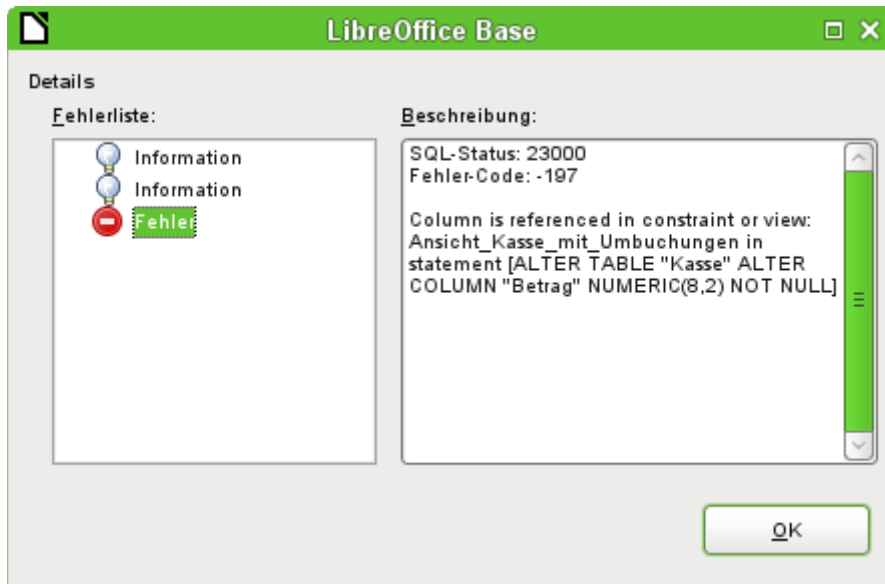 LibreOffice Base
Details
Fehlerliste:
Beschreibung:
Information
Information
Fehler
SQL-Status: 23000
Fehler-Code: -197
Column is referenced in constraint or view:
Ansicht_Kasse_mit_Umbuchungen in
statement [ALTER TABLE "Kasse" ALTER
COLUMN "Betrag" NUMERIC(8,2) NOT NULL]
OK